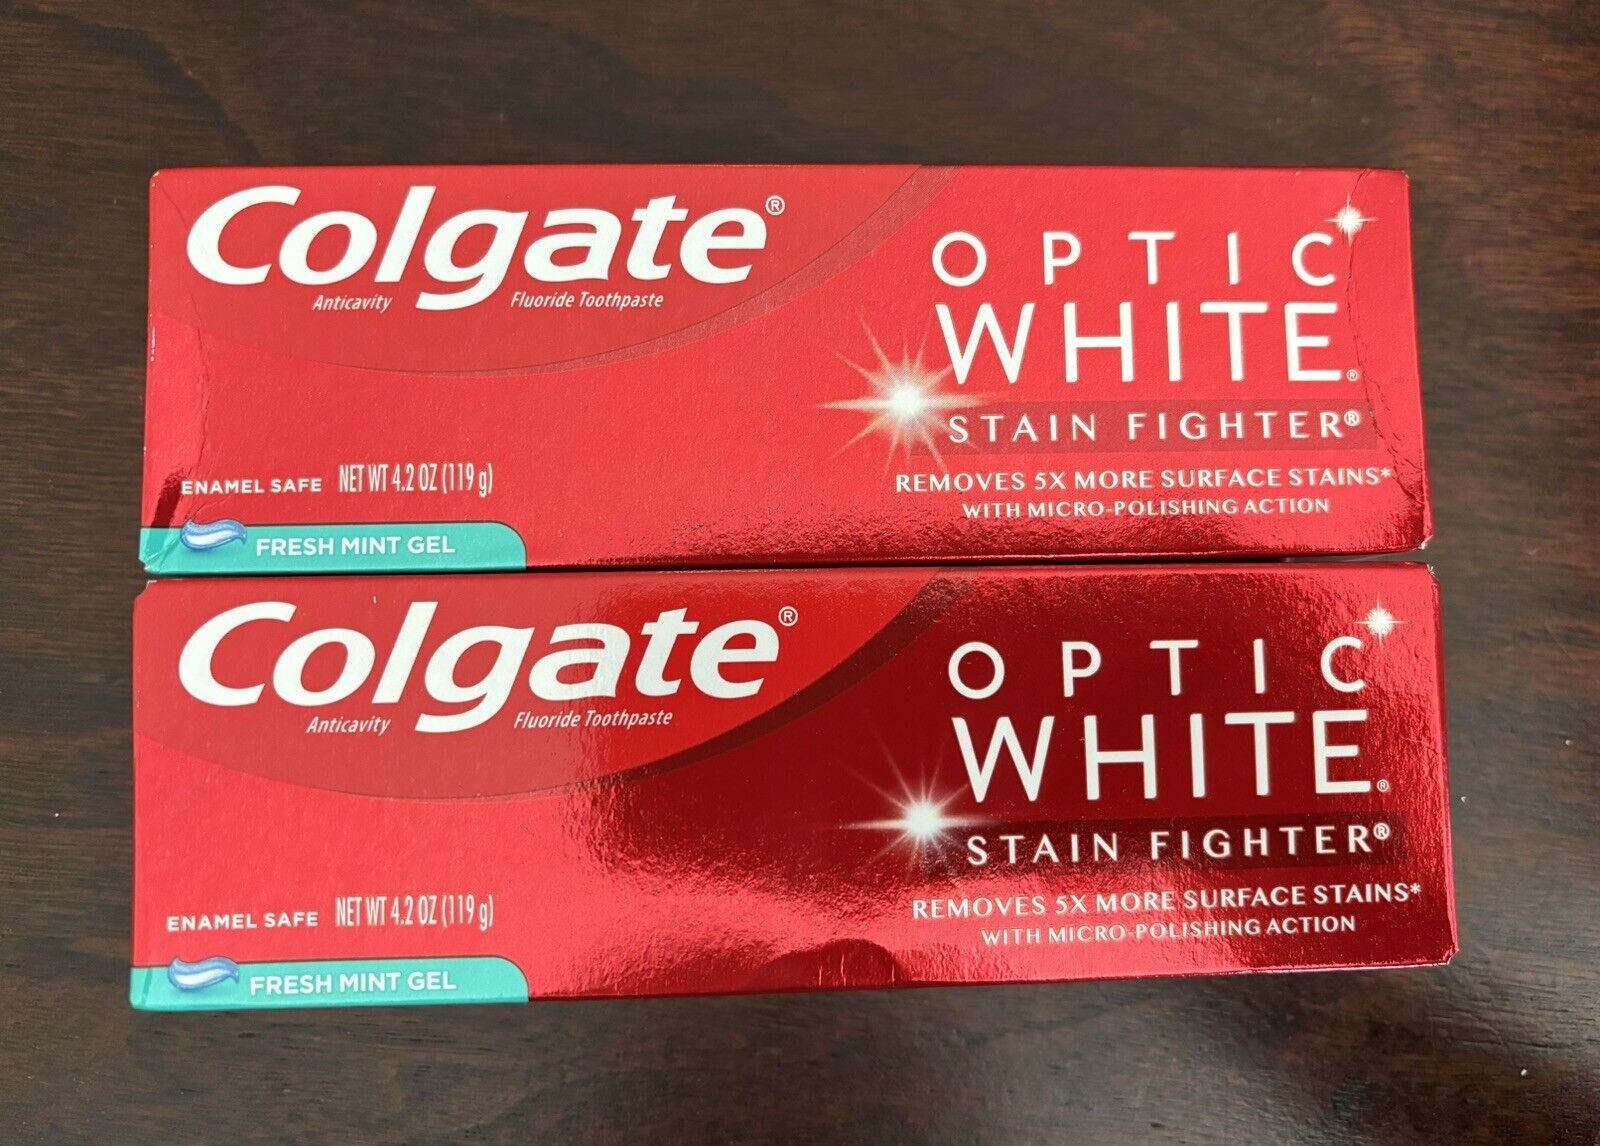 Colgate®
Anticavity Fluoride Toothpaste
OPTIC
WHITE®
STAIN FIGHTER®
REMOVES 5X MORE SURFACE STAINS*
WITH MICRO-POLISHING ACTION
ENAMEL SAFE NET WT 4.2 OZ (119 g)
FRESH MINT GEL
Colgate®
Anticavity Fluoride Toothpaste
OPTIC
WHITE®
STAIN FIGHTER®
REMOVES 5X MORE SURFACE STAINS*
WITH MICRO-POLISHING ACTION
ENAMEL SAFE NET WT 4.2 OZ (119 g)
FRESH MINT GEL